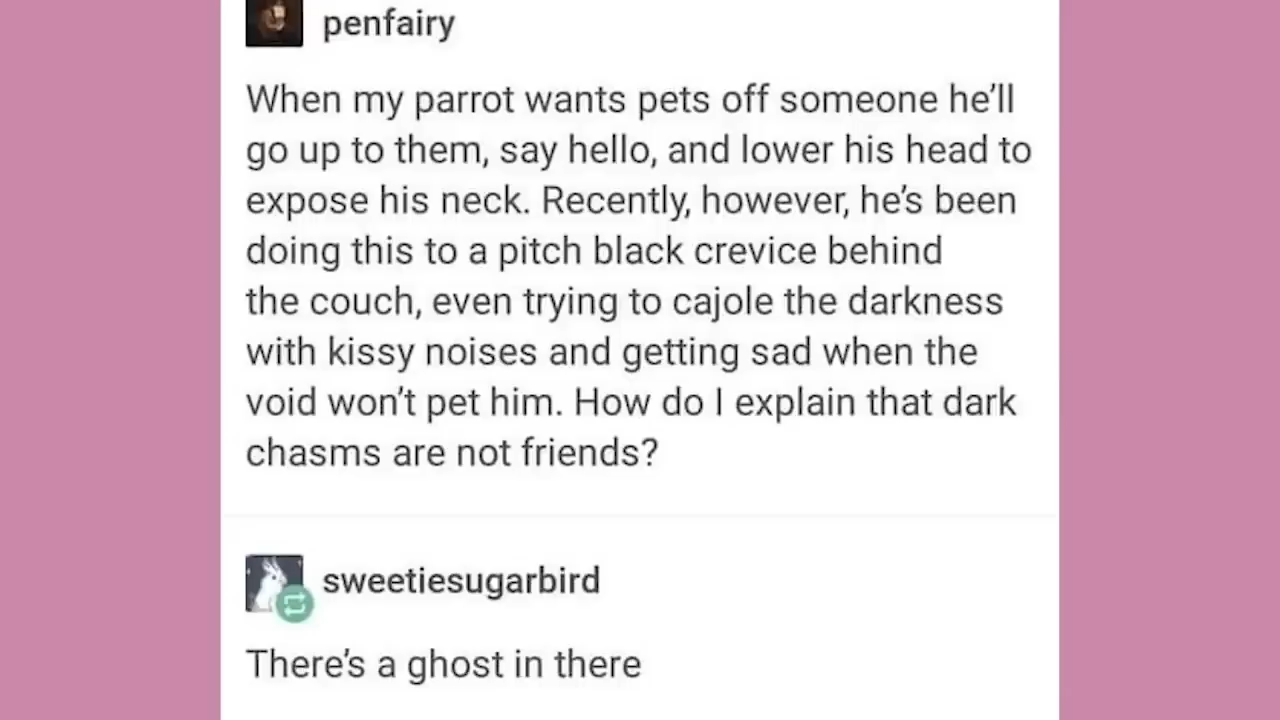 penfairy
When my parrot wants pets off someone he’ll
go up to them, say hello, and lower his head to
expose his neck. Recently, however, he’s been
doing this to a pitch black crevice behind
the couch, even trying to cajole the darkness
with kissy noises and getting sad when the
void won’t pet him. How do I explain that dark
chasms are not friends?
sweetiesugarbird
There’s a ghost in there